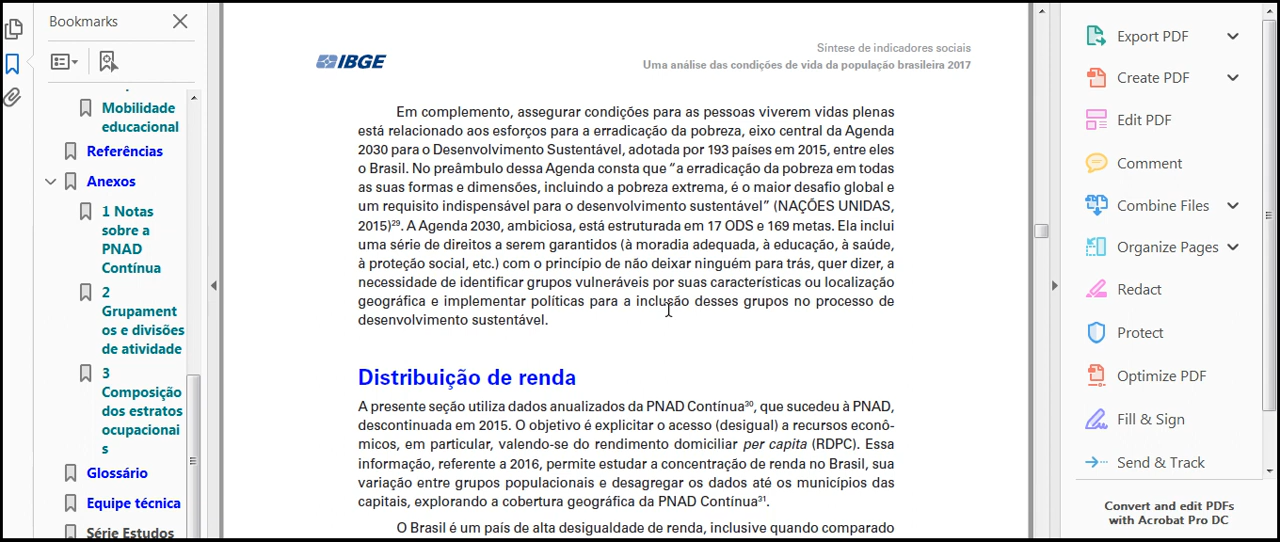 Bookmarks
Mobilidade
educacional
Referências
Anexos
1 Notas
sobre a
PNAD
Contínua
2
Grupament
os e divisões
de atividade
3
Composição
dos estratos
ocupacionai
s
Glossário
Equipe técnica
Série Estudos
IBGE
Síntese de indicadores sociais
Uma análise das condições de vida da população brasileira 2017
Em complemento, assegurar condições para as pessoas viverem vidas plenas
está relacionado aos esforços para a erradicação da pobreza, eixo central da Agenda
2030 para o Desenvolvimento Sustentável, adotada por 193 países em 2015, entre eles
o Brasil. No preâmbulo dessa Agenda consta que “a erradicação da pobreza em todas
as suas formas e dimensões, incluindo a pobreza extrema, é o maior desafio global e
um requisito indispensável para o desenvolvimento sustentável” (NAÇÕES UNIDAS,
2015)²⁹. A Agenda 2030, ambiciosa, está estruturada em 17 ODS e 169 metas. Ela inclui
uma série de direitos a serem garantidos (à moradia adequada, à educação, à saúde,
à proteção social, etc.) com o princípio de não deixar ninguém para trás, quer dizer, a
necessidade de identificar grupos vulneráveis por suas características ou localização
geográfica e implementar políticas para a inclusão desses grupos no processo de
desenvolvimento sustentável.
Distribuição de renda
A presente seção utiliza dados anualizados da PNAD Contínua³⁰, que sucedeu à PNAD,
descontinuada em 2015. O objetivo é explicitar o acesso (desigual) a recursos econô-
micos, em particular, valendo-se do rendimento domiciliar per capita (RDPC). Essa
informação, referente a 2016, permite estudar a concentração de renda no Brasil, sua
variação entre grupos populacionais e desagregar os dados até os municípios das
capitais, explorando a cobertura geográfica da PNAD Contínua³¹.
O Brasil é um país de alta desigualdade de renda, inclusive quando comparado
Export PDF
Create PDF
Edit PDF
Comment
Combine Files
Organize Pages
Redact
Protect
Optimize PDF
Fill & Sign
Send & Track
Convert and edit PDFs
with Acrobat Pro DC